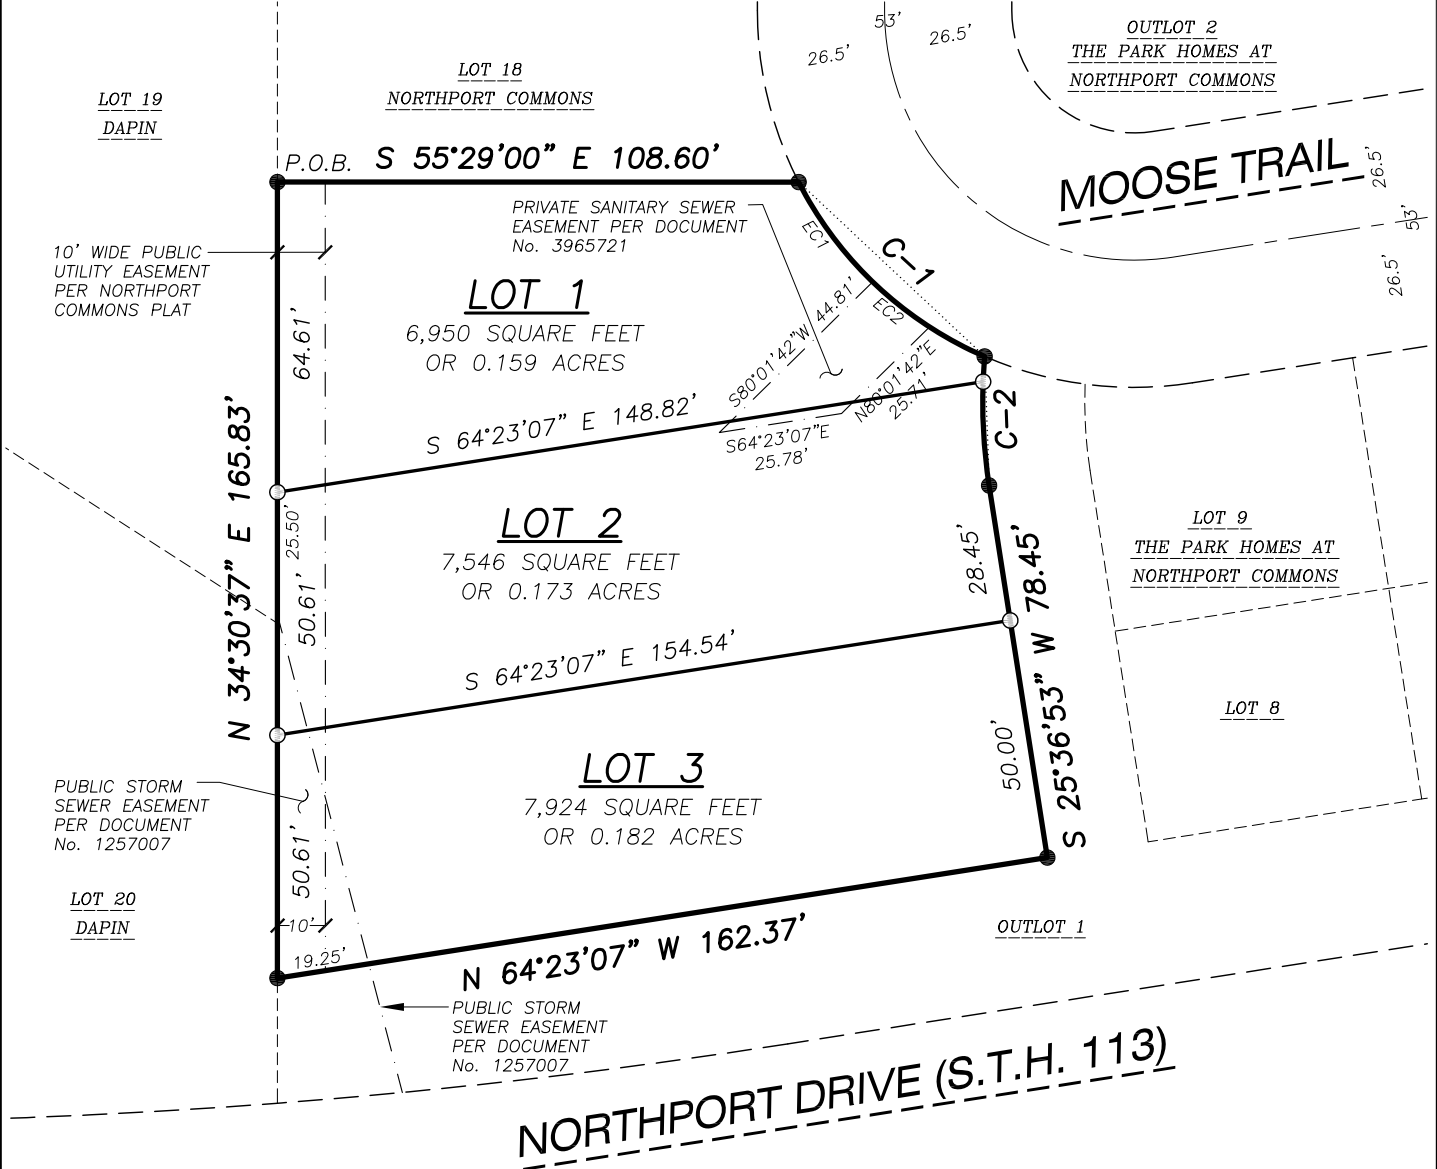 53'
26.5'
26.5'
OUTLOT 2
THE PARK HOMES AT
NORTHPORT COMMONS
LOT 18
NORTHPORT COMMONS
LOT 19
DAPIN
P.O.B.
S 55°29'00" E 108.60'
MOOSE TRAIL
26.5'
53'
26.5'
PRIVATE SANITARY SEWER
EASEMENT PER DOCUMENT
No. 3965721
EC1
C-1
EC2
10' WIDE PUBLIC
UTILITY EASEMENT
PER NORTHPORT
COMMONS PLAT
LOT 1
6,950 SQUARE FEET
OR 0.159 ACRES
64.61'
S80°01'42"W 44.81'
N80°01'42"E
25.71'
S 64°23'07" E 148.82'
S64°23'07"E
25.78'
C-2
N 34°30'37" E 165.83'
25.50'
50.61'
LOT 2
7,546 SQUARE FEET
OR 0.173 ACRES
28.45'
S 25°36'53" W 78.45'
LOT 9
THE PARK HOMES AT
NORTHPORT COMMONS
S 64°23'07" E 154.54'
LOT 8
LOT 3
7,924 SQUARE FEET
OR 0.182 ACRES
50.00'
PUBLIC STORM
SEWER EASEMENT
PER DOCUMENT
No. 1257007
50.61'
LOT 20
DAPIN
10'
19.25'
N 64°23'07" W 162.37'
OUTLOT 1
PUBLIC STORM
SEWER EASEMENT
PER DOCUMENT
No. 1257007
NORTHPORT DRIVE (S.T.H. 113)